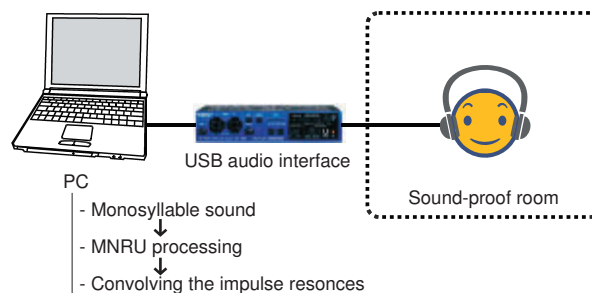 USB audio interface
PC
Sound-proof room
- Monosyllable sound
- MNRU processing
- Convolving the impulse resonces